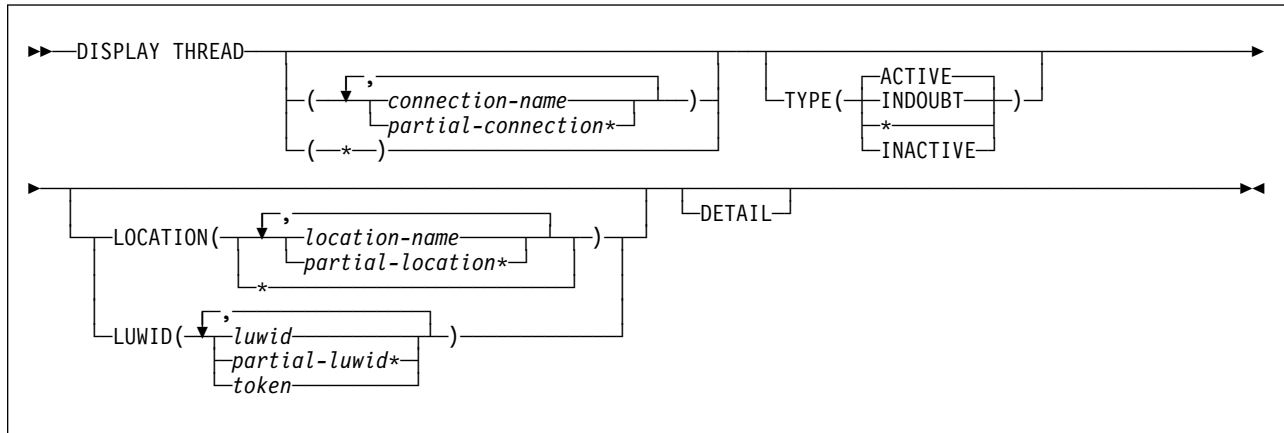 DISPLAY THREAD
,
ACTIVE
( connection-name ) TYPE( INDOUBT )
partial-connection* *
( * ) INACTIVE
, DETAIL
LOCATION( location-name )
partial-location*
*
,
LUWID( luwid )
partial-luwid*
token